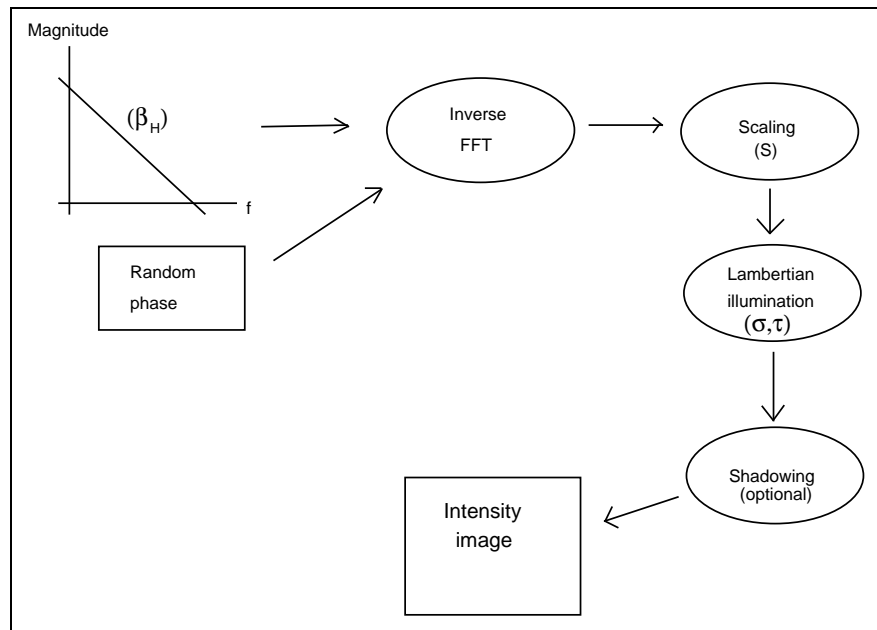 Magnitude
(β_H)
f
Random
phase
Inverse
FFT
Scaling
(S)
Lambertian
illumination
(σ,τ)
Shadowing
(optional)
Intensity
image